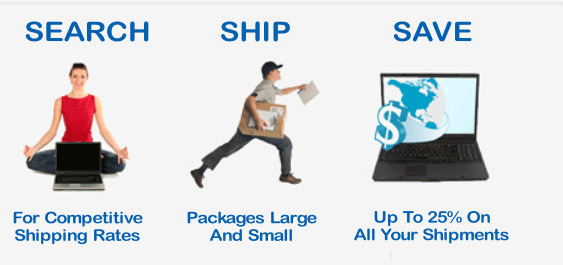 SEARCH
For Competitive
Shipping Rates
SHIP
Packages Large
And Small
SAVE
$
Up To 25% On
All Your Shipments